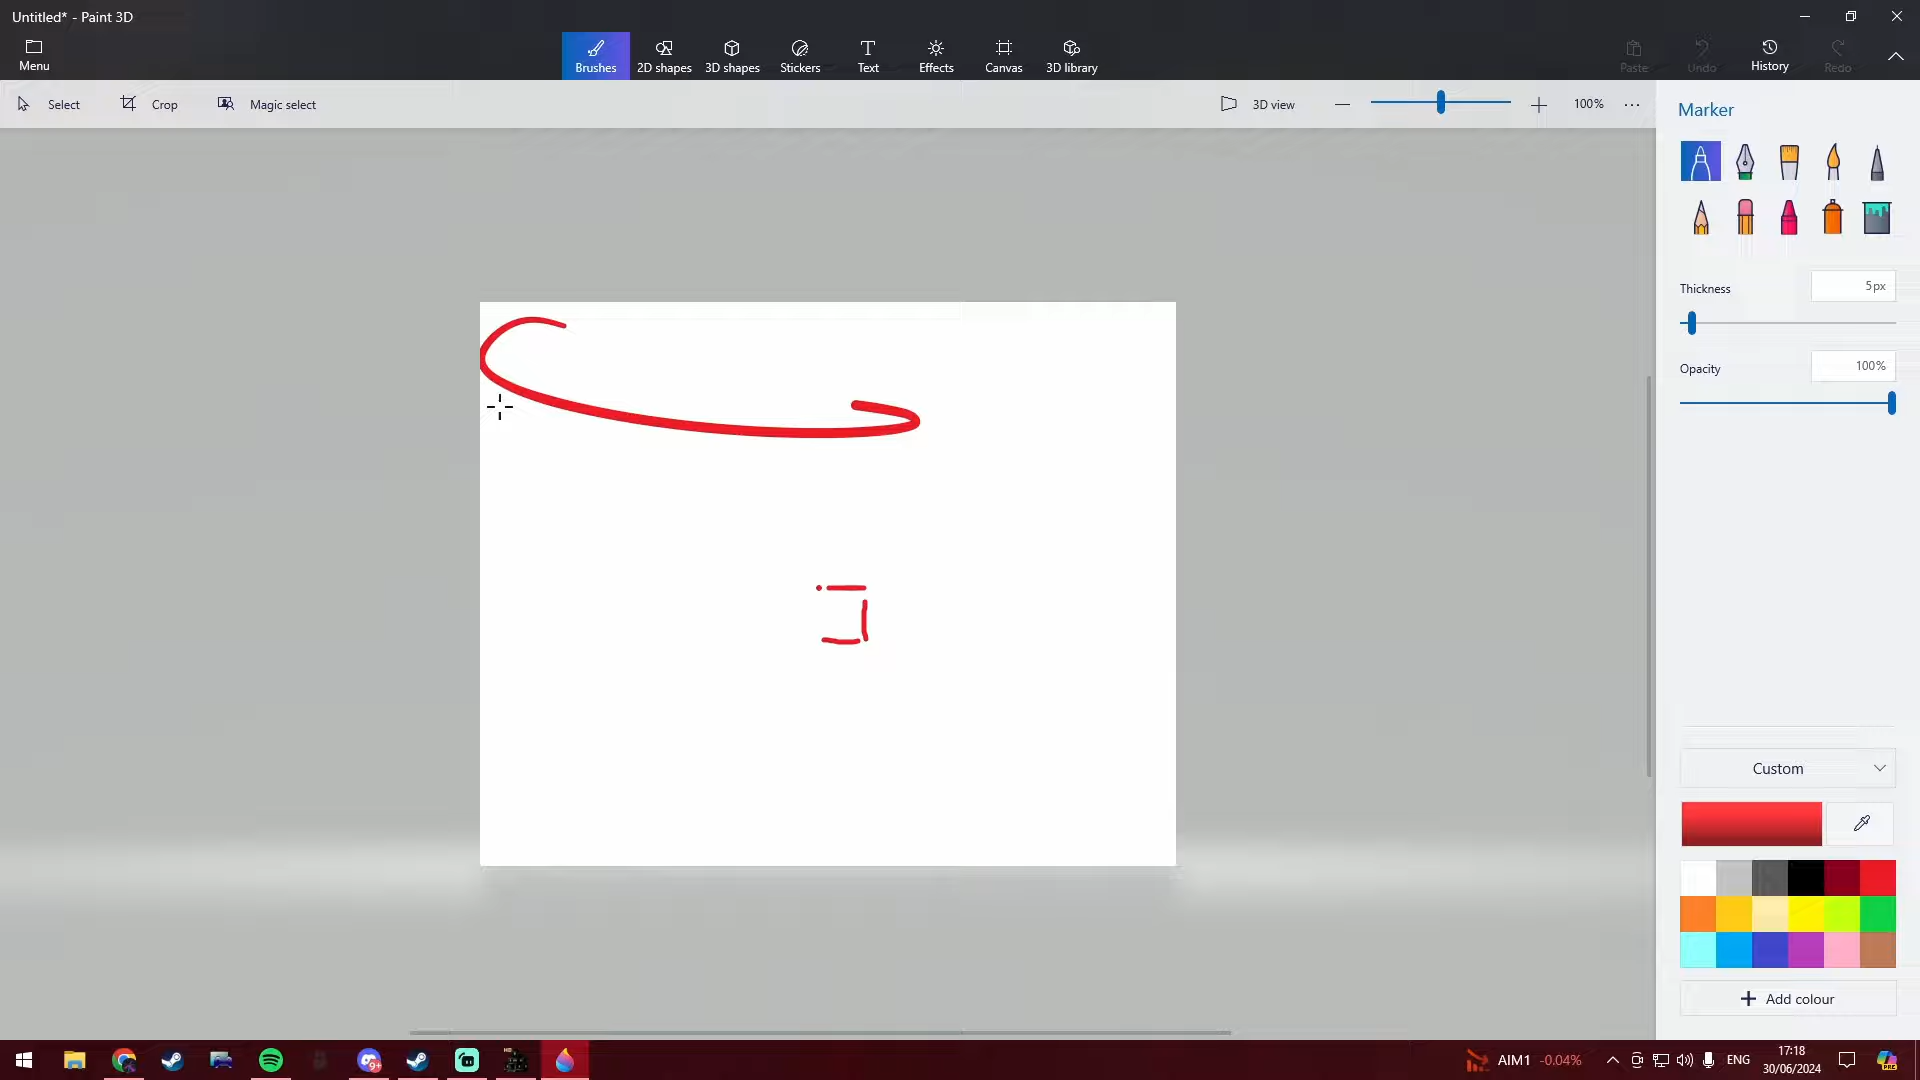 Untitled* - Paint 3D
Menu
Brushes
2D shapes
3D shapes
Stickers
Text
Effects
Canvas
3D library
Paste
Undo
History
Redo
Select
Crop
Magic select
3D view
100%
Marker
Thickness
5px
Opacity
100%
Custom
Add colour
9+
AIM1 -0.04%
ENG
17:18
30/06/2024
PRE